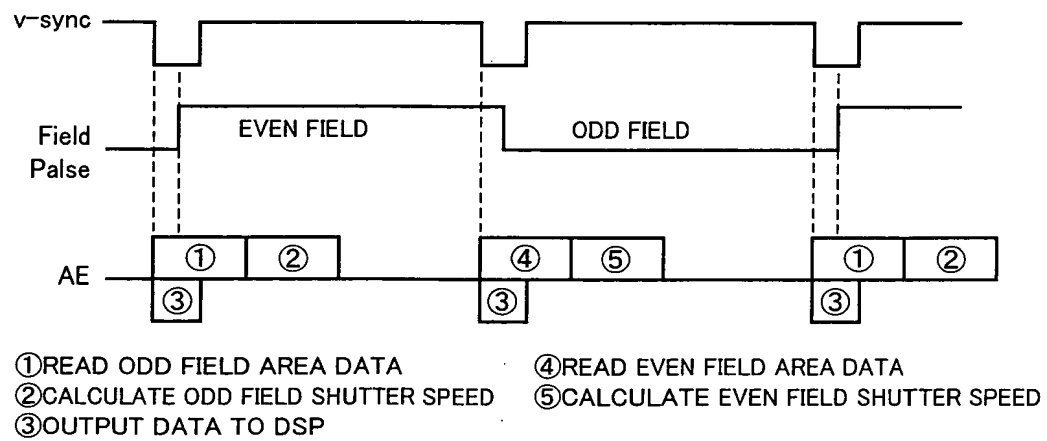 v-sync
EVEN FIELD
ODD FIELD
Field
Palse
① ② ④ ⑤ ① ②
AE
③ ③ ③
①READ ODD FIELD AREA DATA
④READ EVEN FIELD AREA DATA
②CALCULATE ODD FIELD SHUTTER SPEED
⑤CALCULATE EVEN FIELD SHUTTER SPEED
③OUTPUT DATA TO DSP